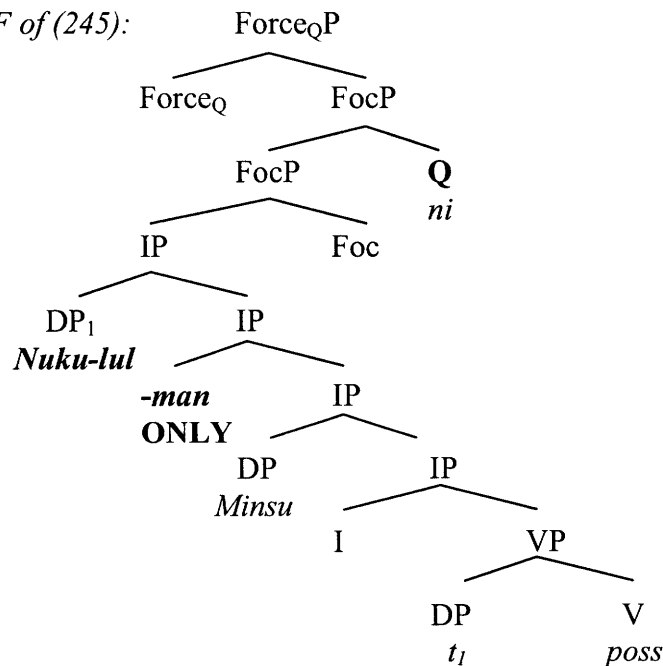 F of (245): ForceQP
ForceQ FocP
FocP Q
ni
IP Foc
DP1 IP
Nuku-lul
-man IP
ONLY
DP IP
Minsu
I VP
DP V
t1 poss